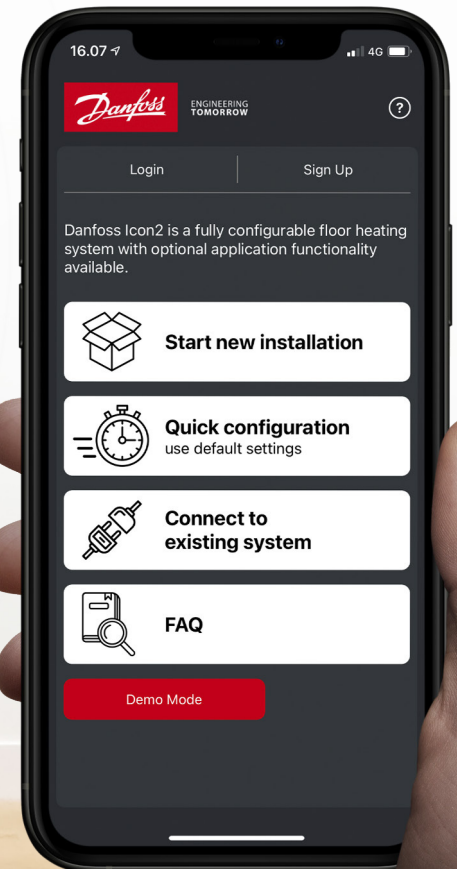 16.07
4G
Danfoss
ENGINEERING
TOMORROW
?
Login
Sign Up
Danfoss Icon2 is a fully configurable floor heating
system with optional application functionality
available.
Start new installation
Quick configuration
use default settings
Connect to
existing system
FAQ
Demo Mode